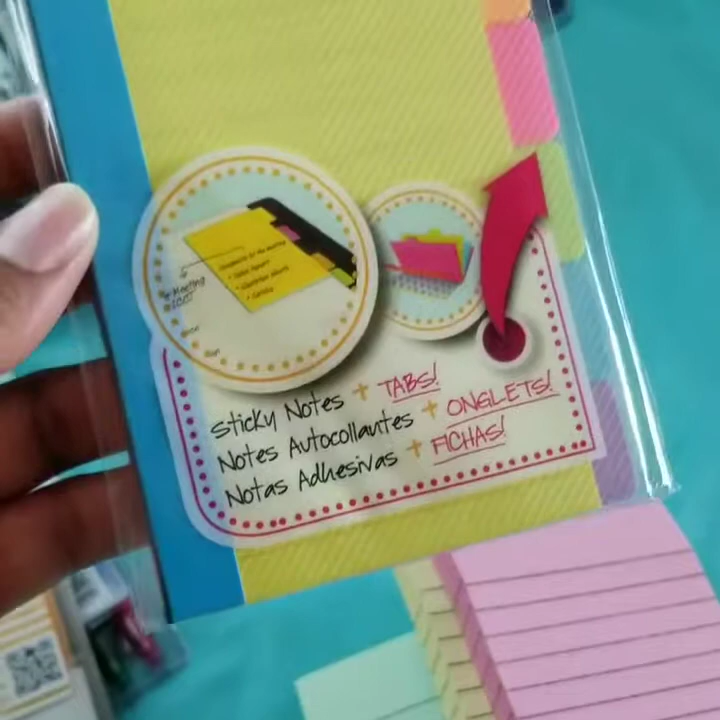 Sticky Notes + TABS!
Notes Autocollantes + ONGLETS!
Notas Adhesivas + FICHAS!